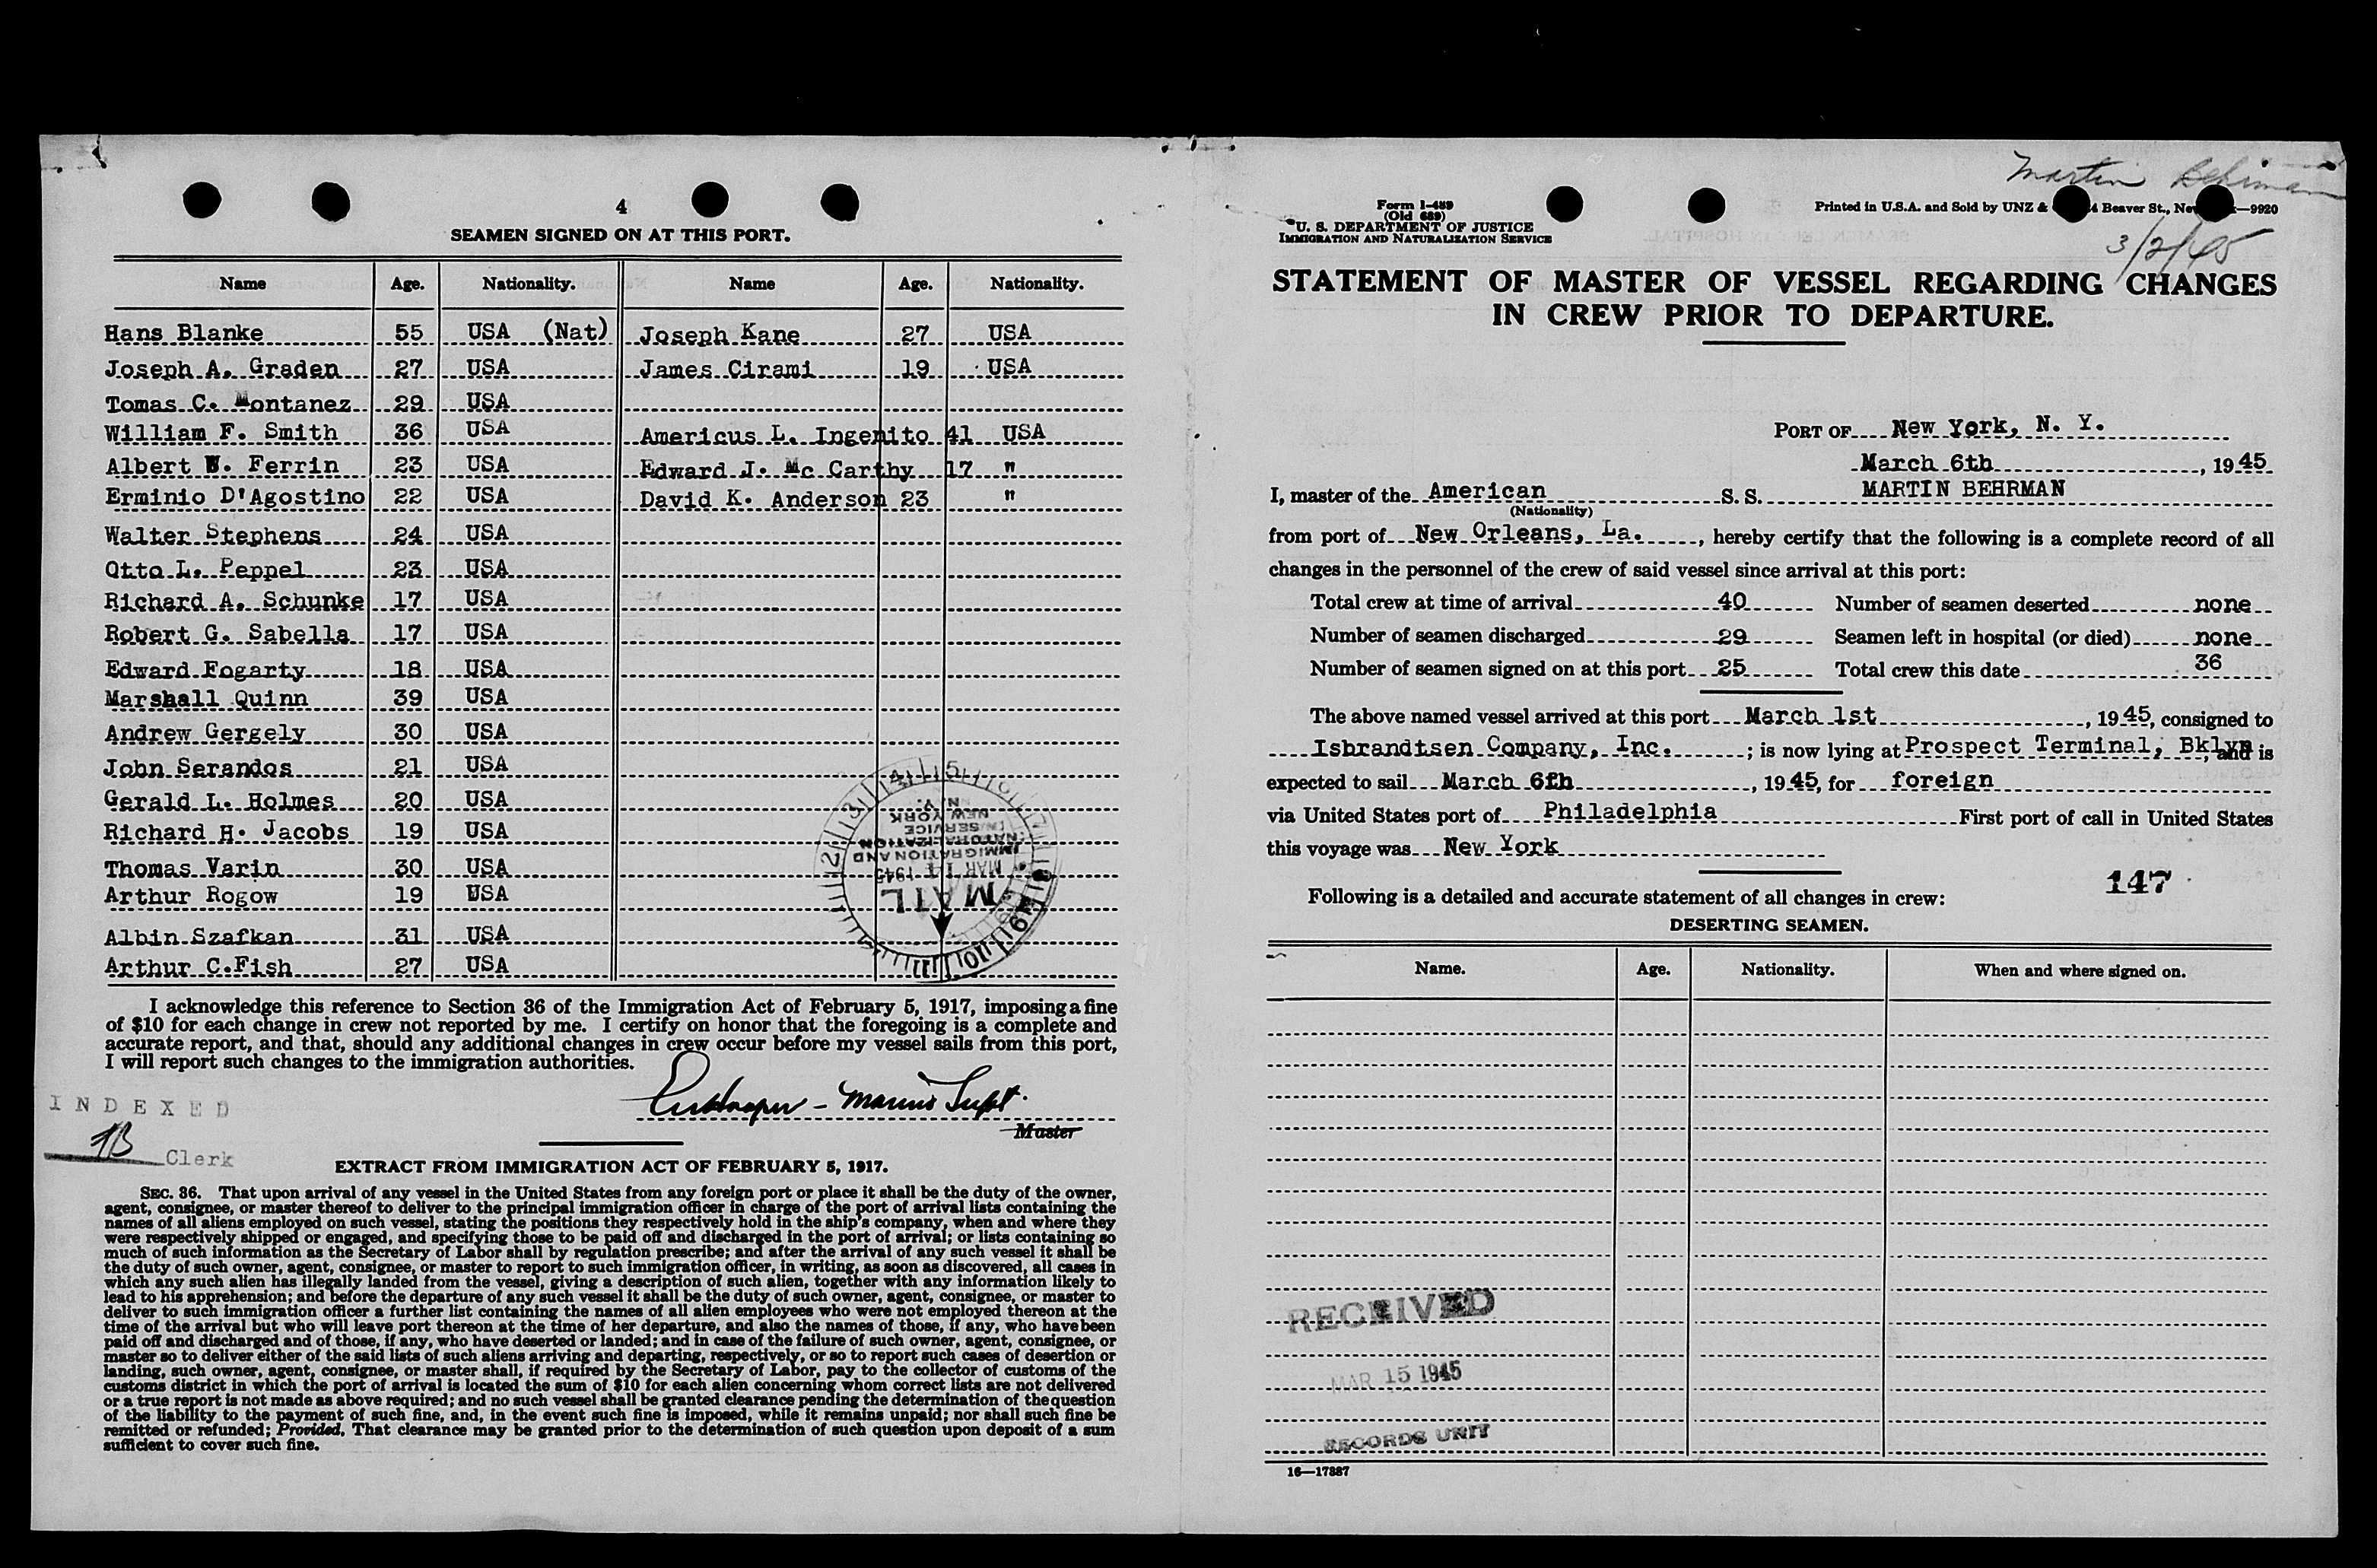 4
SEAMEN SIGNED ON AT THIS PORT.
Name Age. Nationality. Name Age. Nationality.
Hans Blanke 55 USA (Nat) Joseph Kane 27 USA
Joseph A. Graden 27 USA James Cirami 19 USA
Tomas C. Montanez 29 USA
William F. Smith 36 USA Americus L. Ingenito 41 USA
Albert W. Ferrin 23 USA Edward J. Mc Carthy 17 "
Erminio D'Agostino 22 USA David K. Anderson 23 "
Walter Stephens 24 USA
Otto L. Peppel 23 USA
Richard A. Schunke 17 USA
Robert G. Sabella 17 USA
Edward Fogarty 18 USA
Marshall Quinn 39 USA
Andrew Gergely 30 USA
John Serandos 21 USA
Gerald L. Holmes 20 USA
Richard H. Jacobs 19 USA
Thomas Varin 30 USA
Arthur Rogow 19 USA
Albin Szafkan 31 USA
Arthur C.Fish 27 USA
MAIL
MAR 14 1945
IMMIGRATION AND
NATURALIZATION
SERVICE
NEW YORK
N.Y.
I acknowledge this reference to Section 36 of the Immigration Act of February 5, 1917, imposing a fine
of $10 for each change in crew not reported by me. I certify on honor that the foregoing is a complete and
accurate report, and that, should any additional changes in crew occur before my vessel sails from this port,
I will report such changes to the immigration authorities.
- Marine Supt.
Master
INDEXED
Clerk
EXTRACT FROM IMMIGRATION ACT OF FEBRUARY 5, 1917.
SEC. 36. That upon arrival of any vessel in the United States from any foreign port or place it shall be the duty of the owner,
agent, consignee, or master thereof to deliver to the principal immigration officer in charge of the port of arrival lists containing the
names of all aliens employed on such vessel, stating the positions they respectively hold in the ship's company, when and where they
were respectively shipped or engaged, and specifying those to be paid off and discharged in the port of arrival; or lists containing so
much of such information as the Secretary of Labor shall by regulation prescribe; and after the arrival of any such vessel it shall be
the duty of such owner, agent, consignee, or master to report to such immigration officer, in writing, as soon as discovered, all cases in
which any such alien has illegally landed from the vessel, giving a description of such alien, together with any information likely to
lead to his apprehension; and before the departure of any such vessel it shall be the duty of such owner, agent, consignee, or master to
deliver to such immigration officer a further list containing the names of all alien employees who were not employed thereon at the
time of the arrival but who will leave port thereon at the time of her departure, and also the names of those, if any, who have been
paid off and discharged and of those, if any, who have deserted or landed; and in case of the failure of such owner, agent, consignee, or
master so to deliver either of the said lists of such aliens arriving and departing, respectively, or so to report such cases of desertion or
landing, such owner, agent, consignee, or master shall, if required by the Secretary of Labor, pay to the collector of customs of the
customs district in which the port of arrival is located the sum of $10 for each alien concerning whom correct lists are not delivered
or a true report is not made as above required; and no such vessel shall be granted clearance pending the determination of the question
of the liability to the payment of such fine, and, in the event such fine is imposed, while it remains unpaid; nor shall such fine be
remitted or refunded; Provided, That clearance may be granted prior to the determination of such question upon deposit of a sum
sufficient to cover such fine.
Martin Behrman
3/2/45
Form I-489
(Old 689)
U. S. DEPARTMENT OF JUSTICE
IMMIGRATION AND NATURALIZATION SERVICE
Printed in U.S.A. and Sold by UNZ & Beaver St., —9920
STATEMENT OF MASTER OF VESSEL REGARDING CHANGES
IN CREW PRIOR TO DEPARTURE.
PORT OF New York, N. Y.
March 6th, 1945
I, master of the American S. S. MARTIN BEHRMAN
(Nationality)
from port of New Orleans, La., hereby certify that the following is a complete record of all
changes in the personnel of the crew of said vessel since arrival at this port:
Total crew at time of arrival 40 Number of seamen deserted none
Number of seamen discharged 29 Seamen left in hospital (or died) none
Number of seamen signed on at this port 25 Total crew this date 36
The above named vessel arrived at this port March 1st, 1945, consigned to
Isbrandtsen Company, Inc.; is now lying at Prospect Terminal, Bklyn, and is
expected to sail March 6th, 1945, for foreign
via United States port of Philadelphia First port of call in United States
this voyage was New York
147
Following is a detailed and accurate statement of all changes in crew:
DESERTING SEAMEN.
Name. Age. Nationality. When and where signed on.
RECEIVED
MAR 15 1945
RECORDS UNIT
16—17887